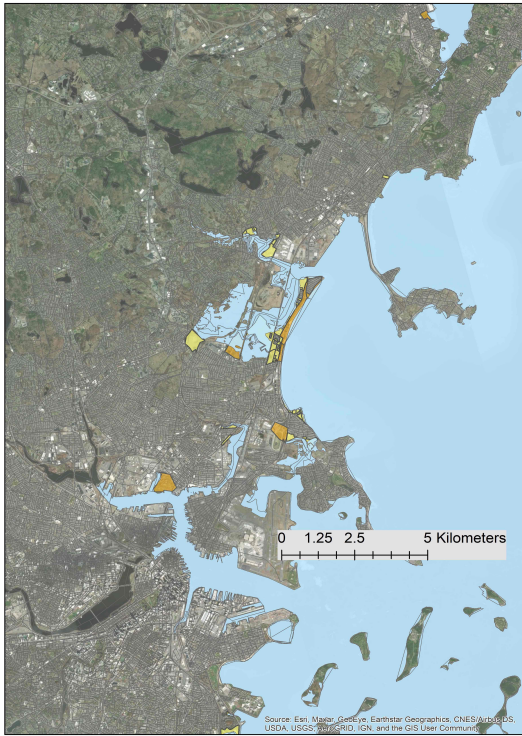 0 1.25 2.5 5 Kilometers
Source: Esri, Maxar, GeoEye, Earthstar Geographics, CNES/Airbus DS,
USDA, USGS, AeroGRID, IGN, and the GIS User Community